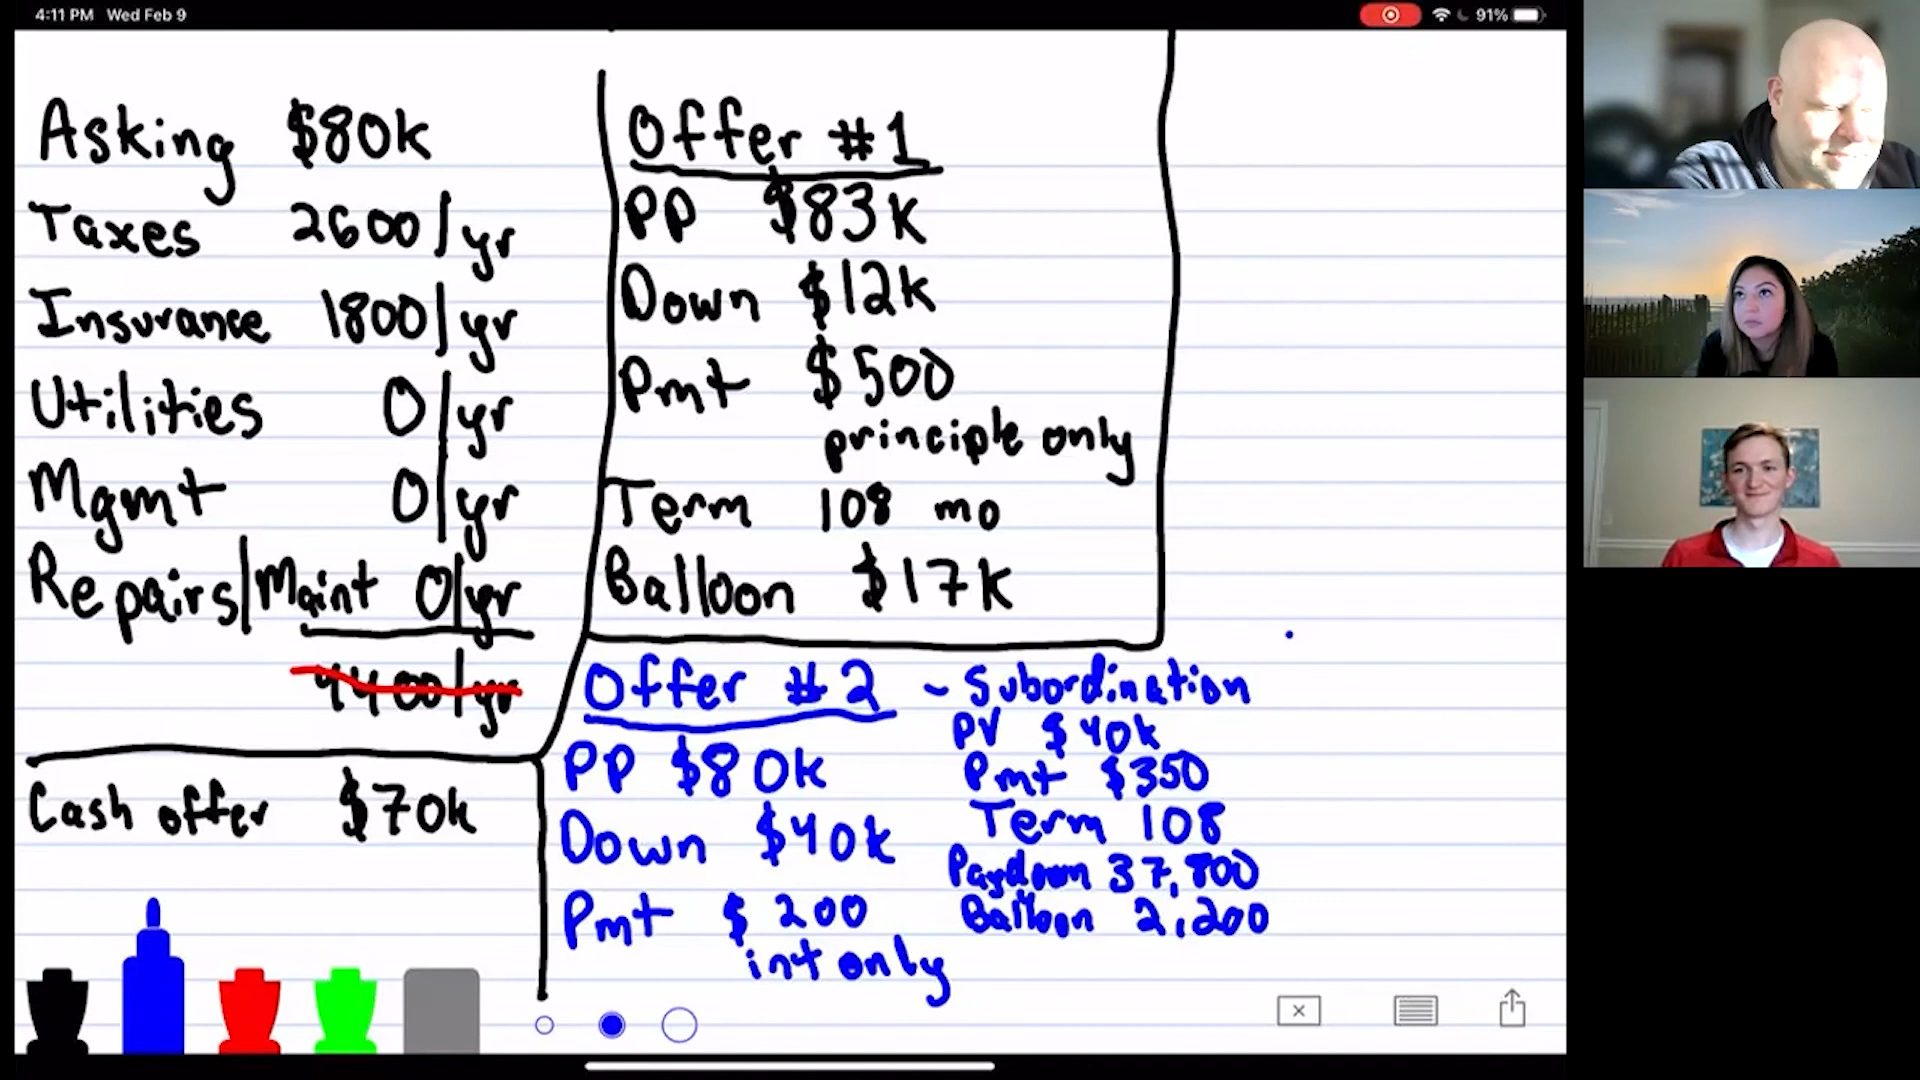 4:11 PM Wed Feb 9
91%
Asking $80k
Taxes 2600/yr
Insurance 1800/yr
Utilities 0/yr
Mgmt 0/yr
Repairs/Maint 0/yr
4400/yr
Cash offer $70k
Offer #1
PP $83k
Down $12k
Pmt $500
principle only
Term 108 mo
Balloon $17k
Offer #2 - Subordination
PP $80k
Down $40k
Pmt $200
int only
PV $40k
Pmt $350
Term 108
Paydown 37,800
Balloon 2,200